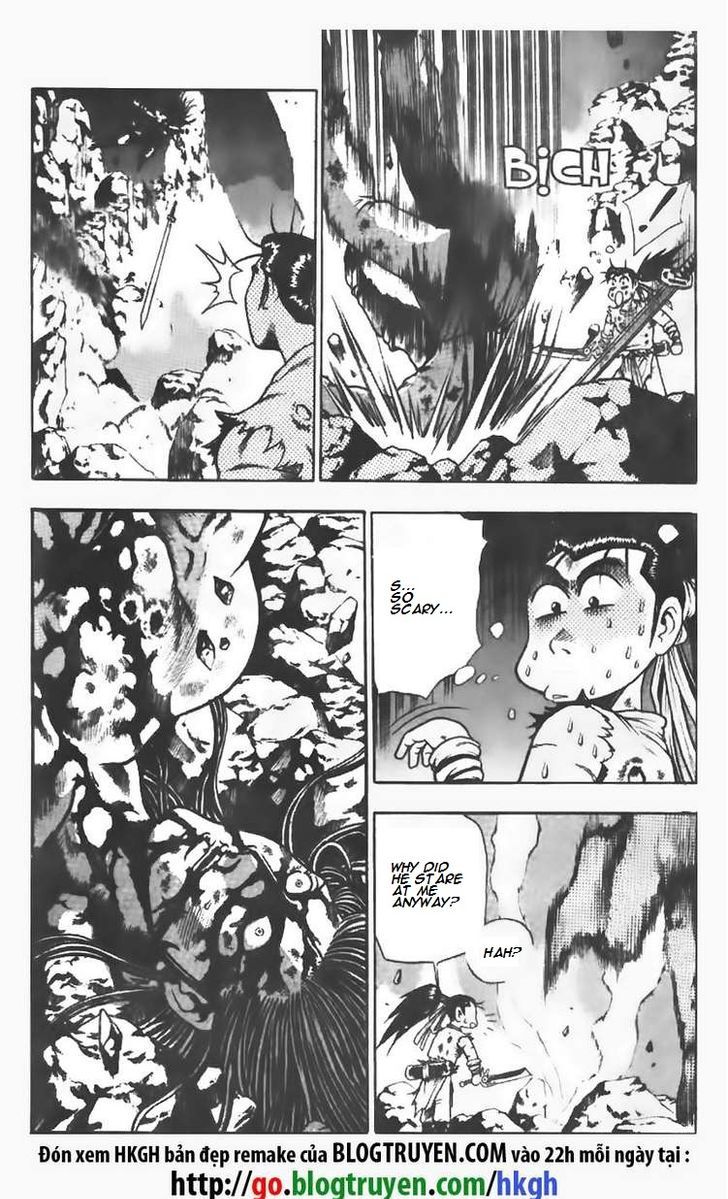 BỊCH
S...
SO
SCARY...
WHY DID
HE STARE
AT ME
ANYWAY?
HAH?
Đón xem HKGH bản đẹp remake của BLOGTRUYEN.COM vào 22h mỗi ngày tại :
http://go.blogtruyen.com/hkgh